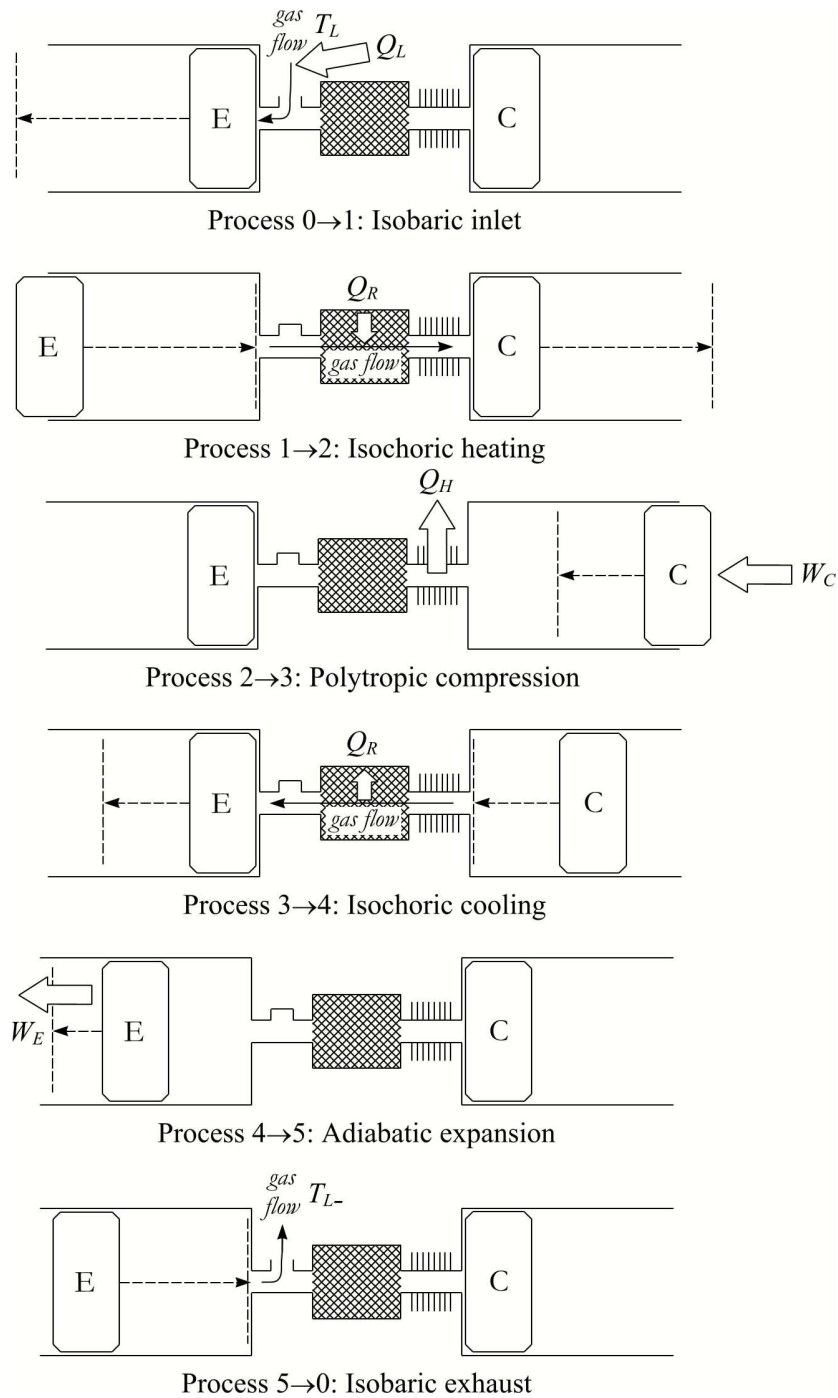 gas flow T_L Q_L
E C
Process 0→1: Isobaric inlet
Q_R
E gas flow C
Process 1→2: Isochoric heating
Q_H
E C W_C
Process 2→3: Polytropic compression
Q_R
E gas flow C
Process 3→4: Isochoric cooling
W_E E C
Process 4→5: Adiabatic expansion
gas flow T_L-
E C
Process 5→0: Isobaric exhaust